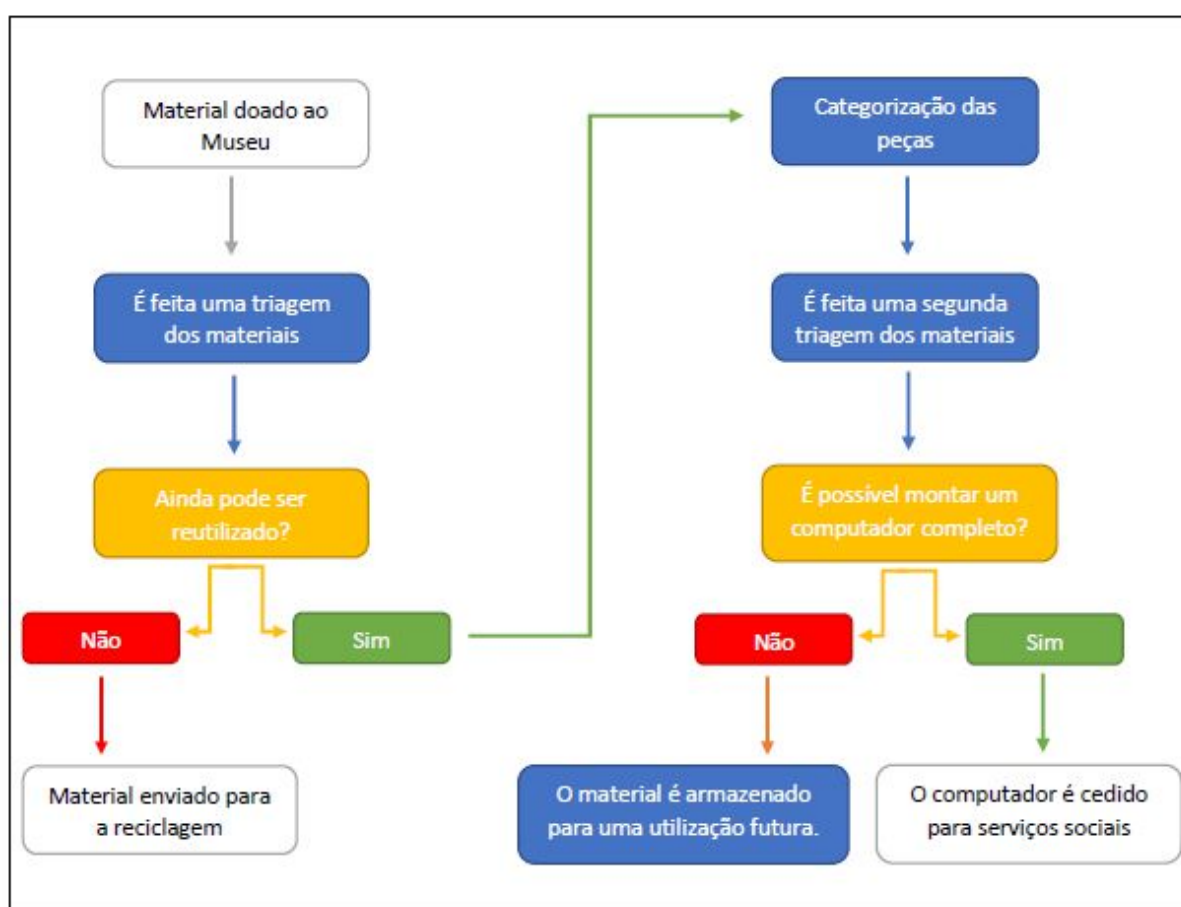 Material doado ao
Museu
É feita uma triagem
dos materiais
Ainda pode ser
reutilizado?
Não
Sim
Material enviado para
a reciclagem
Categorização das
peças
É feita uma segunda
triagem dos materiais
É possível montar um
computador completo?
Não
Sim
O material é armazenado
para uma utilização futura.
O computador é cedido
para serviços sociais